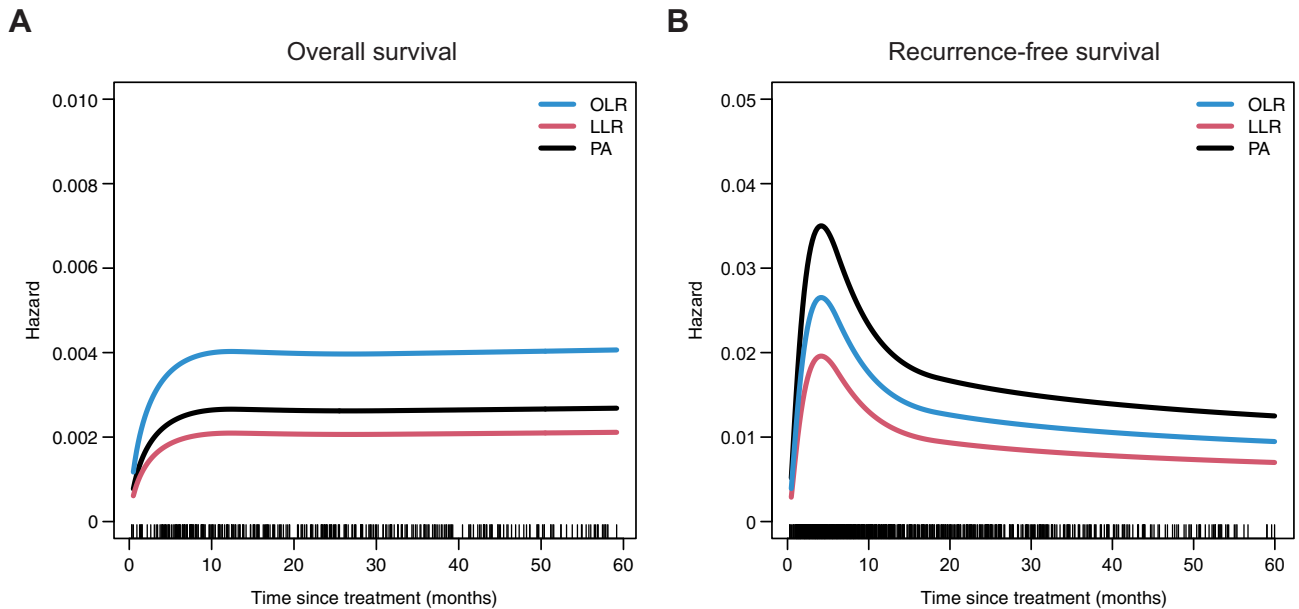 A
Overall survival
0.010
0.008
0.006
0.004
0.002
0
Hazard
OLR
LLR
PA
0 10 20 30 40 50 60
Time since treatment (months)
B
Recurrence-free survival
0.05
0.04
0.03
0.02
0.01
0
Hazard
OLR
LLR
PA
0 10 20 30 40 50 60
Time since treatment (months)